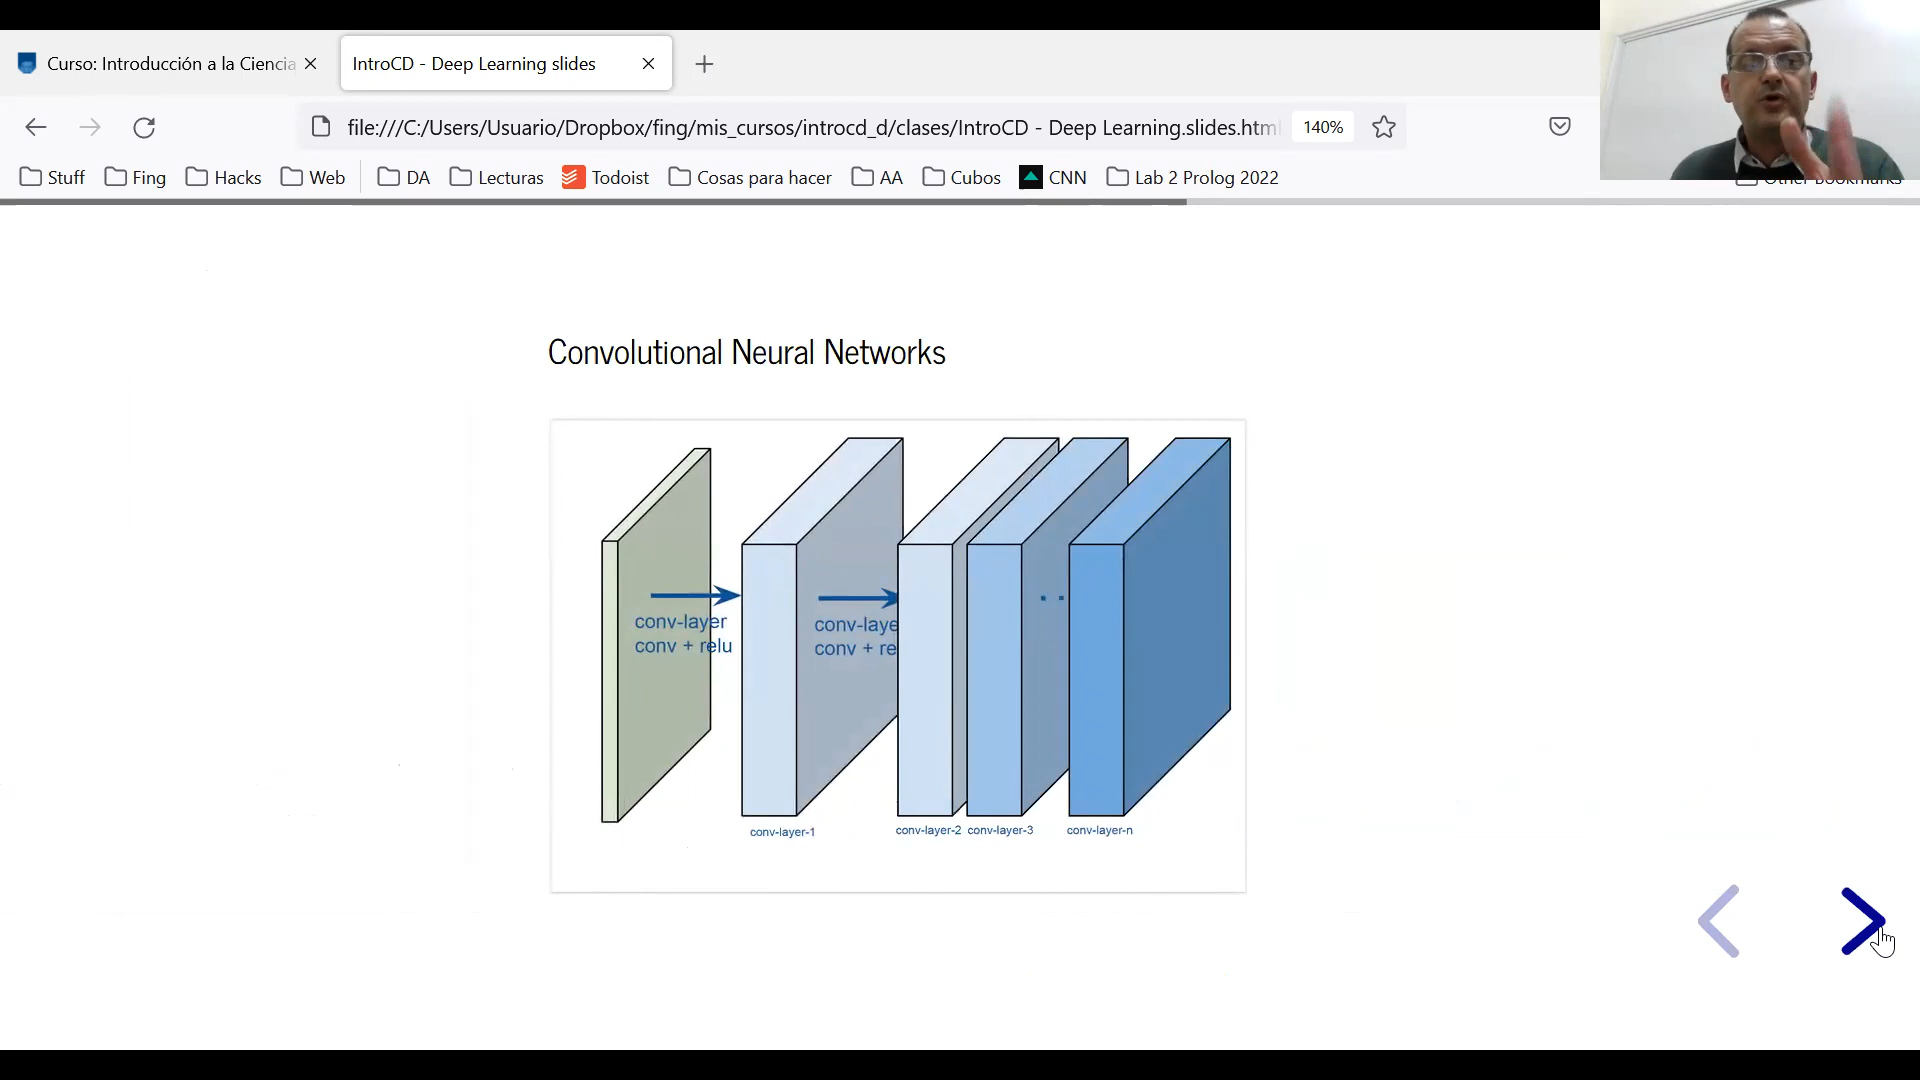 Curso: Introducción a la Ciencia
IntroCD - Deep Learning slides
file:///C:/Users/Usuario/Dropbox/fing/mis_cursos/introcd_d/clases/IntroCD - Deep Learning.slides.html
140%
Stuff Fing Hacks Web DA Lecturas Todoist Cosas para hacer AA Cubos CNN Lab 2 Prolog 2022 Other Bookmarks
Convolutional Neural Networks
conv-layer
conv + relu
conv-laye
conv + re
conv-layer-1
conv-layer-2
conv-layer-3
conv-layer-n